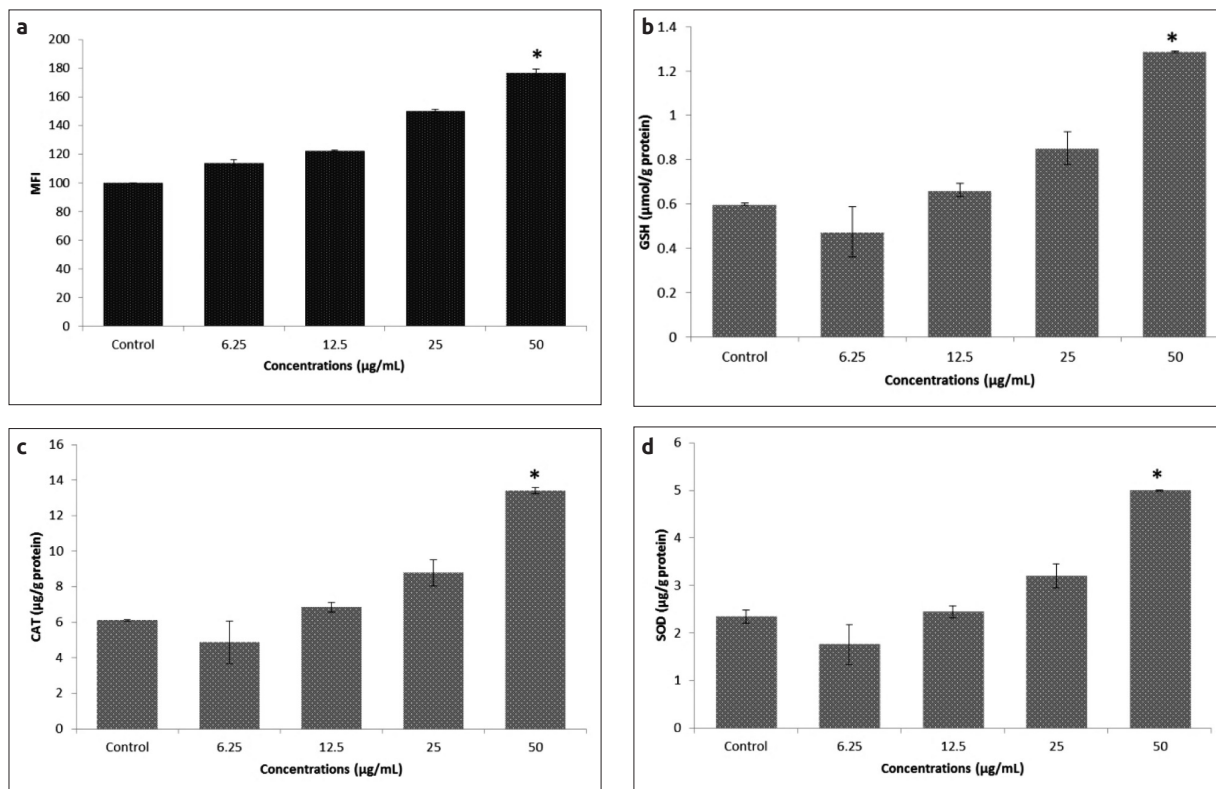 a
MFI
200
180
160
140
120
100
80
60
40
20
0
*
Control 6.25 12.5 25 50
Concentrations (µg/mL)
b
GSH (µmol/g protein)
1.4
1.2
1
0.8
0.6
0.4
0.2
0
*
Control 6.25 12.5 25 50
Concentrations (µg/mL)
c
CAT (µg/g protein)
16
14
12
10
8
6
4
2
0
*
Control 6.25 12.5 25 50
Concentrations (µg/mL)
d
SOD (µg/g protein)
6
5
4
3
2
1
0
*
Control 6.25 12.5 25 50
Concentrations (µg/mL)